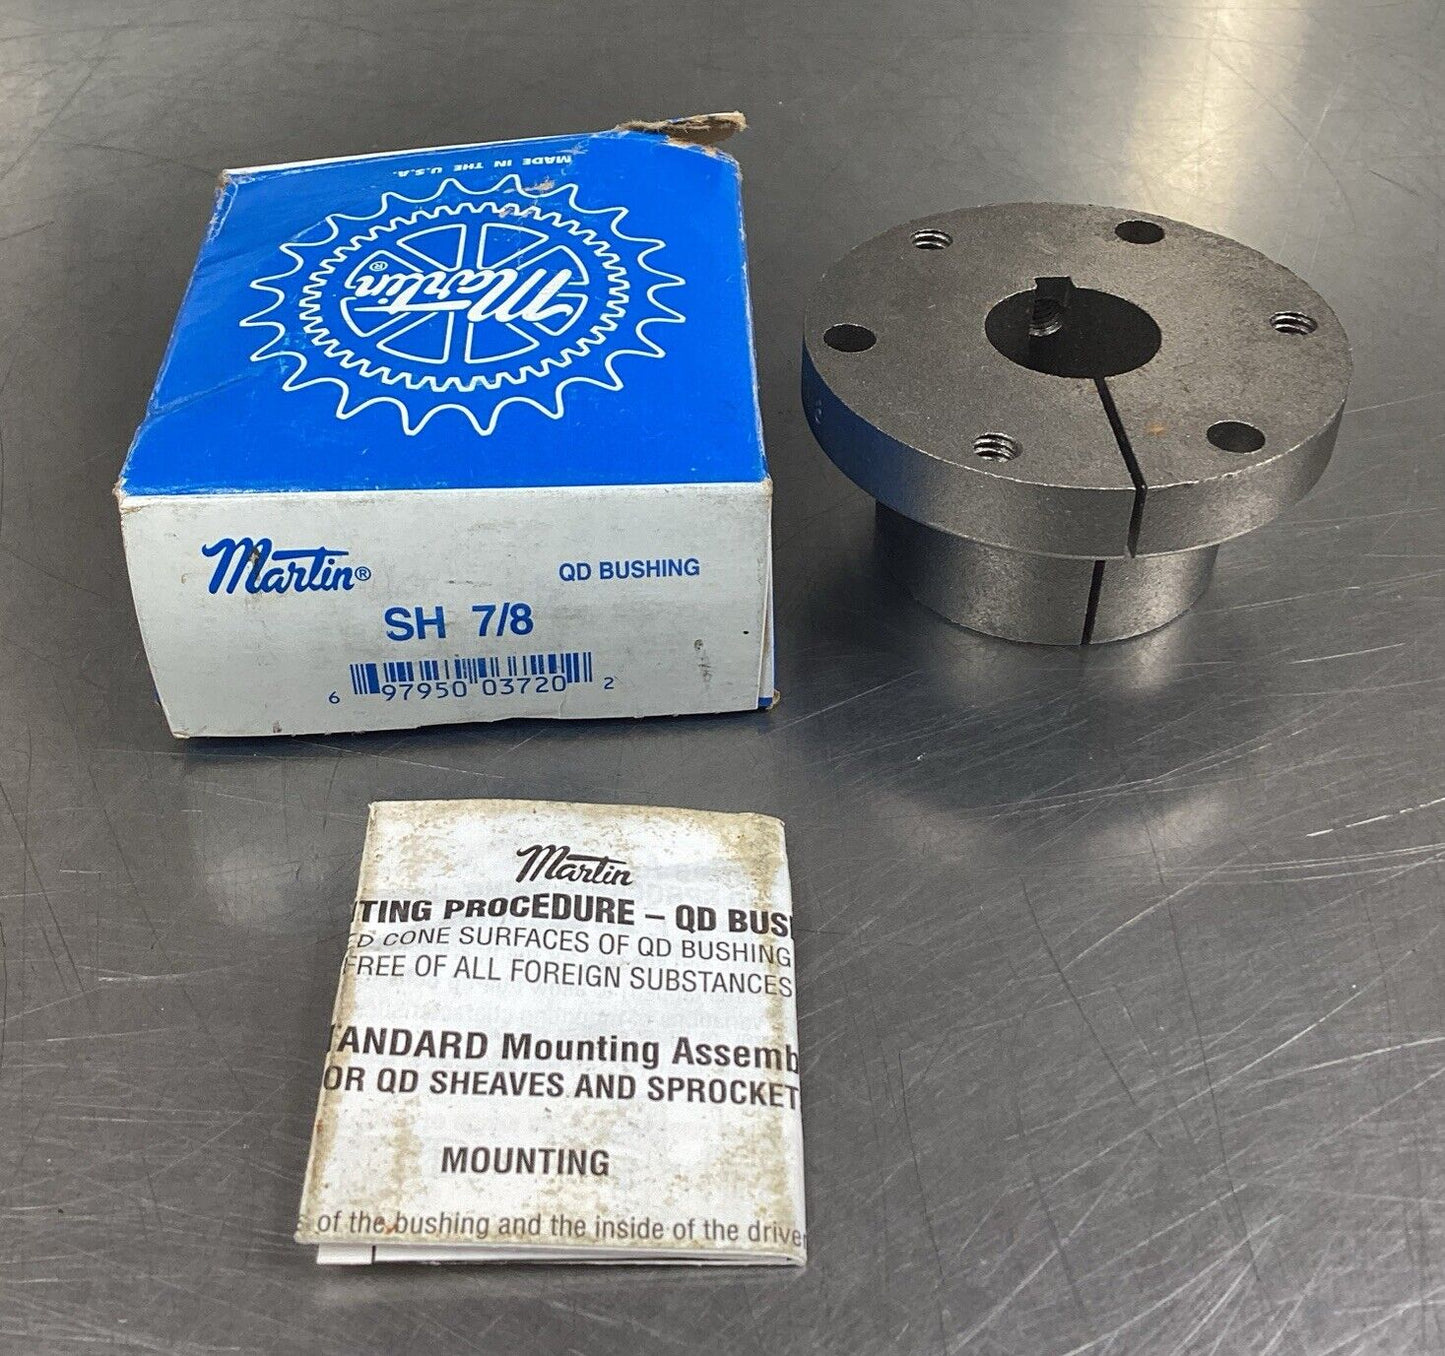 MADE IN THE U.S.A.
Martin®
Martin®
QD BUSHING
SH 7/8
6 97950 03720 2
Martin
TING PROCEDURE – QD BUS
D CONE SURFACES OF QD BUSHING
FREE OF ALL FOREIGN SUBSTANCES
TANDARD Mounting Assemb
OR QD SHEAVES AND SPROCKET
MOUNTING
s of the bushing and the inside of the drive